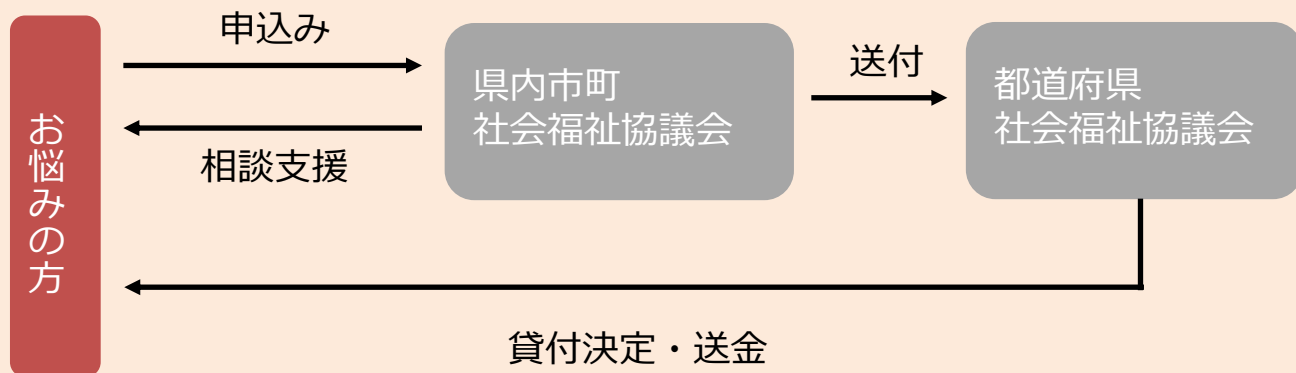 お悩みの方
申込み
相談支援
県内市町
社会福祉協議会
送付
都道府県
社会福祉協議会
貸付決定・送金